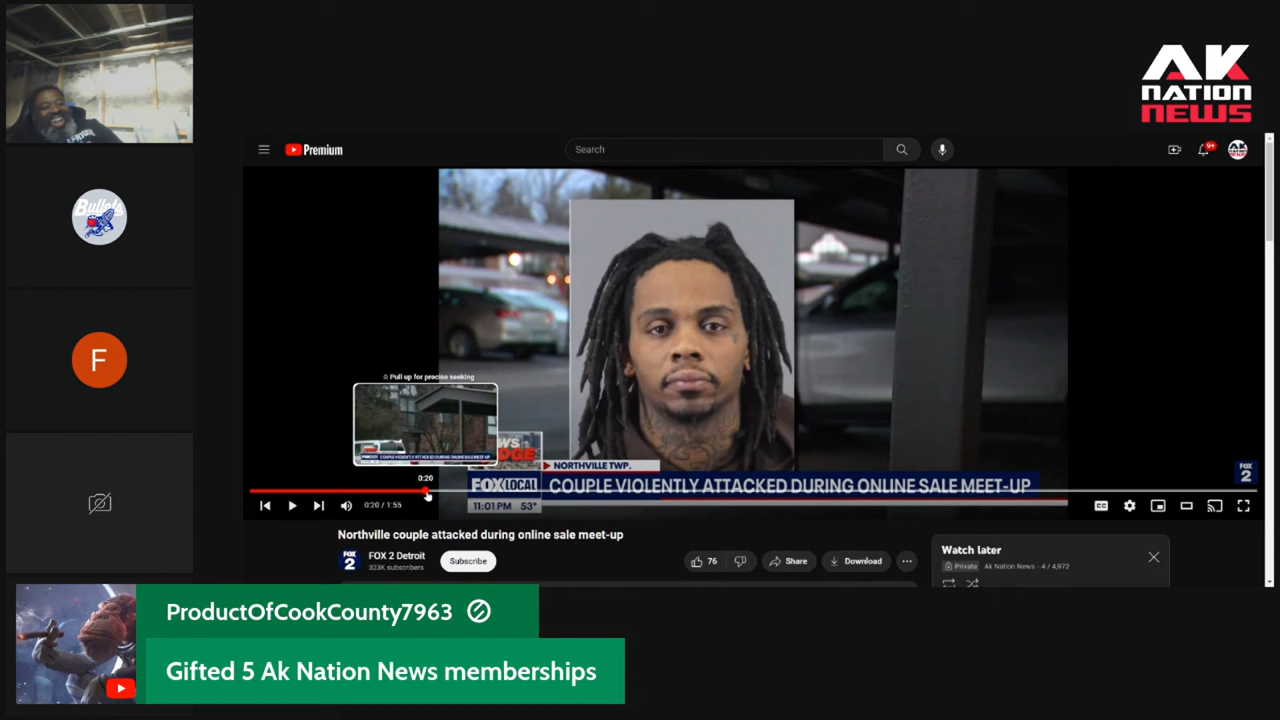 AK
NATION
NEWS
Premium
Search
9+
Bullets
F
Pull up for precise seeking
0:20
NORTHVILLE TWP.
FOX LOCAL
COUPLE VIOLENTLY ATTACKED DURING ONLINE SALE MEET-UP
11:01 PM 53°
FOX
2
0:20 / 1:55
Northville couple attacked during online sale meet-up
FOX 2 Detroit
323K subscribers
Subscribe
76
Share
Download
Watch later
Private
Ak Nation News - 4 / 4,972
ProductOfCookCounty7963
Gifted 5 Ak Nation News memberships